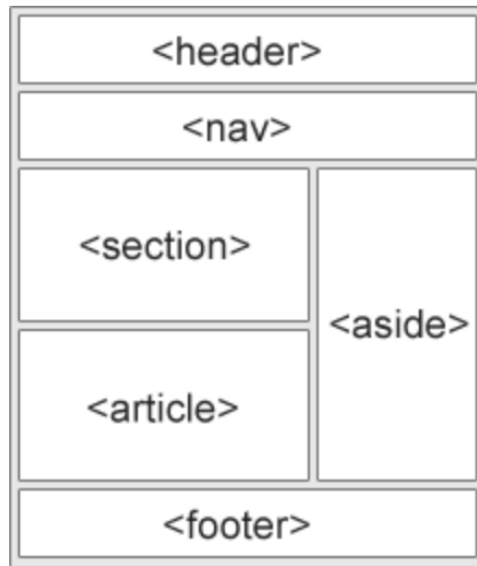 <header>
<nav>
<section>
<aside>
<article>
<footer>